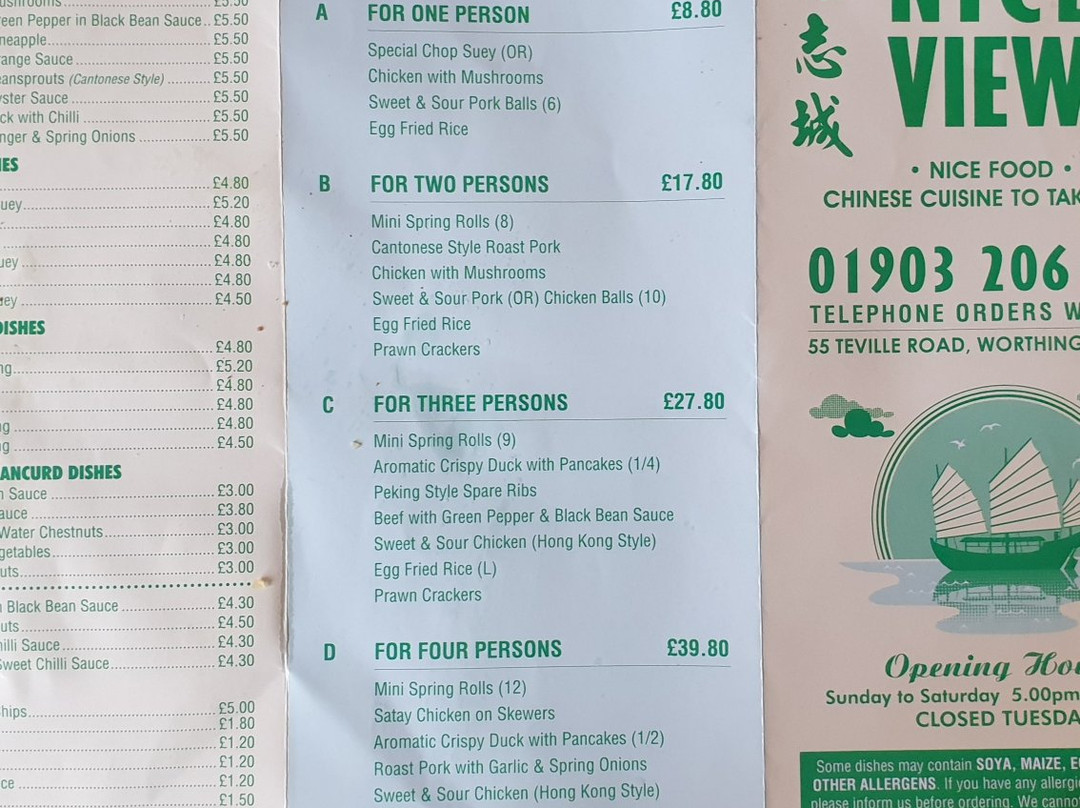 £5.50
een Pepper in Black Bean Sauce.. £5.50
neapple £5.50
range Sauce £5.50
eansprouts (Cantonese Style) £5.50
yster Sauce £5.50
ck with Chilli £5.50
nger & Spring Onions £5.50
ES
£4.80
uey £5.20
£4.80
£4.80
uey £4.80
£4.80
ey £4.50
DISHES
£4.80
ng £5.20
£4.80
£4.80
ng £4.80
ng £4.50
ANCURD DISHES
n Sauce £3.00
auce £3.80
Water Chestnuts £3.00
getables £3.00
uts £3.00
n Black Bean Sauce £4.30
uts £4.50
hilli Sauce £4.30
Sweet Chilli Sauce £4.30
hips £5.00
£1.80
£1.20
£1.20
ce £1.20
£1.50
A FOR ONE PERSON £8.80
Special Chop Suey (OR)
Chicken with Mushrooms
Sweet & Sour Pork Balls (6)
Egg Fried Rice
B FOR TWO PERSONS £17.80
Mini Spring Rolls (8)
Cantonese Style Roast Pork
Chicken with Mushrooms
Sweet & Sour Pork (OR) Chicken Balls (10)
Egg Fried Rice
Prawn Crackers
C FOR THREE PERSONS £27.80
Mini Spring Rolls (9)
Aromatic Crispy Duck with Pancakes (1/4)
Peking Style Spare Ribs
Beef with Green Pepper & Black Bean Sauce
Sweet & Sour Chicken (Hong Kong Style)
Egg Fried Rice (L)
Prawn Crackers
D FOR FOUR PERSONS £39.80
Mini Spring Rolls (12)
Satay Chicken on Skewers
Aromatic Crispy Duck with Pancakes (1/2)
Roast Pork with Garlic & Spring Onions
Sweet & Sour Chicken (Hong Kong Style)
志城
VIEW
• NICE FOOD •
CHINESE CUISINE TO TAK
01903 206
TELEPHONE ORDERS W
55 TEVILLE ROAD, WORTHING
Opening Hou
Sunday to Saturday 5.00pm
CLOSED TUESDA
Some dishes may contain SOYA, MAIZE, E
OTHER ALLERGENS. If you have any allergi
please inform us before ordering. We canno